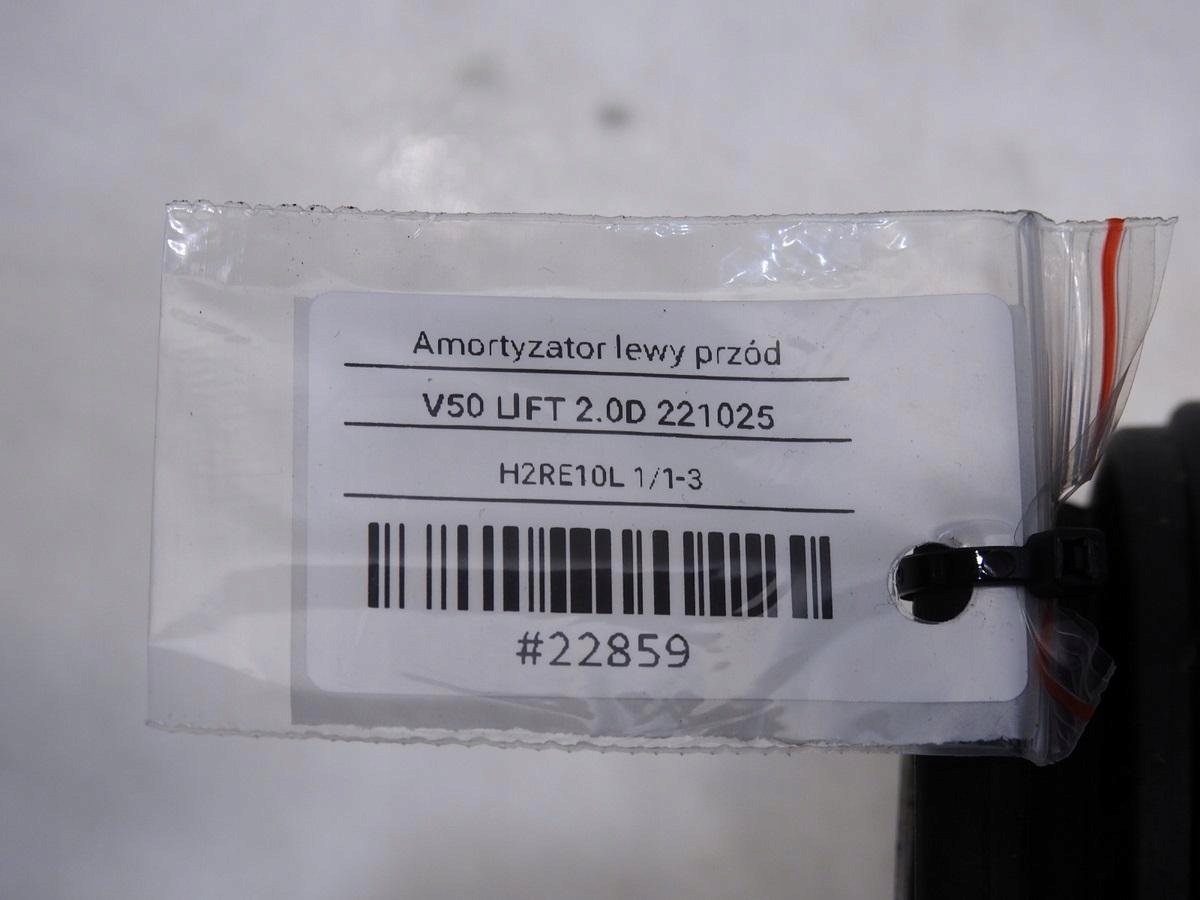 Amortyzator lewy przód
V50 LIFT 2.0D 221025
H2RE10L 1/1-3
#22859